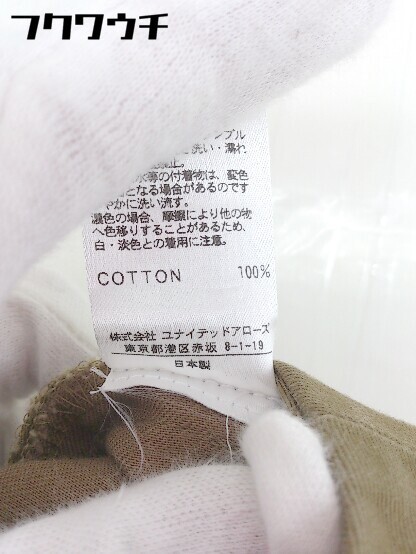 フクワウチ
ンプル
洗い・濡れ
止。
水等の付着物は、変色
となる場合があるのです
やかに洗い流す。
濃色の場合、摩擦により他の物
へ色移りすることがあるため、
白・淡色との着用に注意。
COTTON 100%
株式会社 ユナイテッドアローズ
東京都港区赤坂 8-1-19
日本製